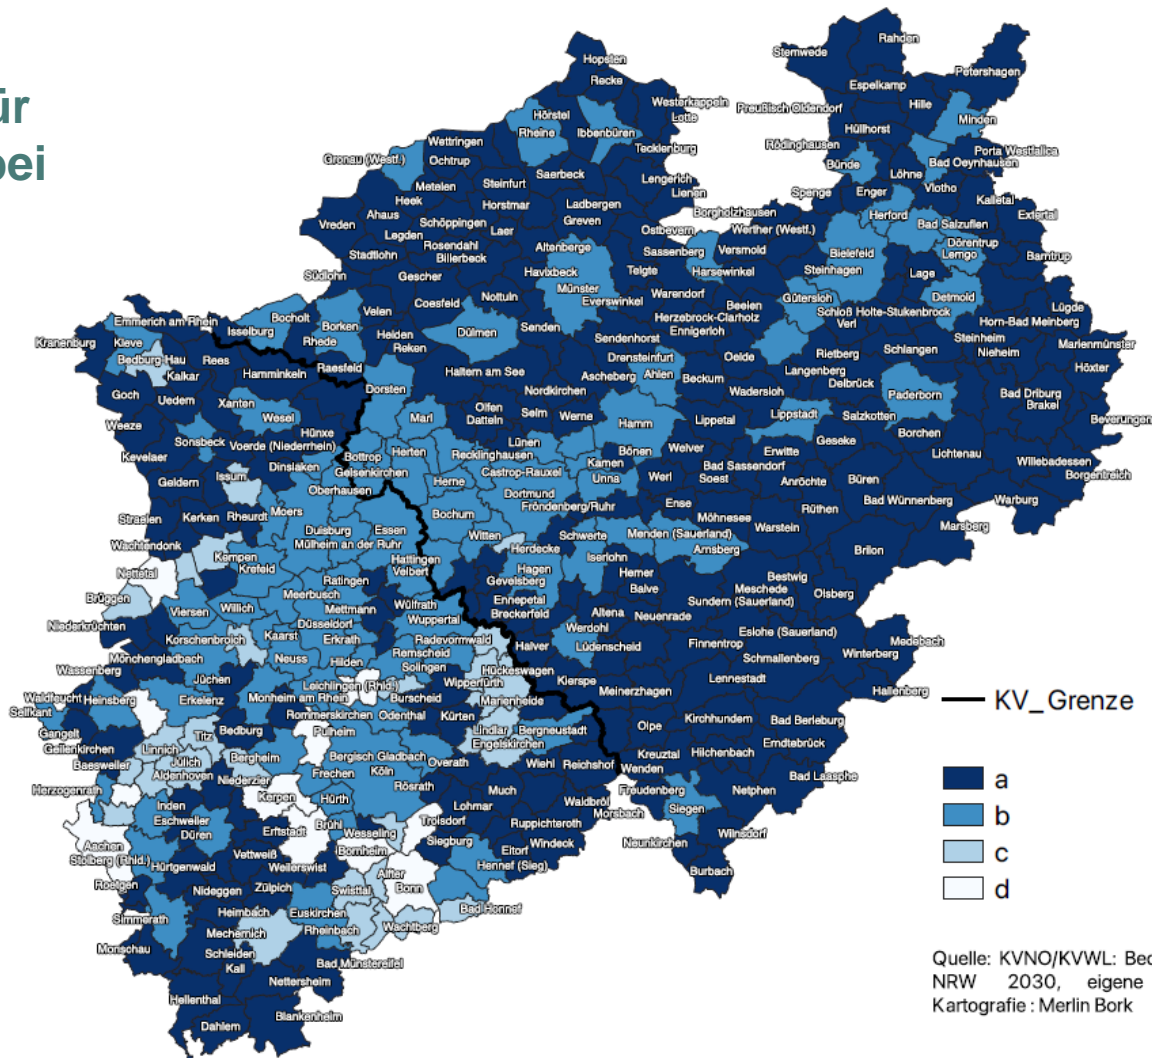 ür
bei
Rahden
Stemwede
Hopsten
Petershagen
Recke
Espelkamp
Westerkappeln
Hille
Preußisch Oldendorf
Hörstel
Lotte
Minden
Rheine
Ibbenbüren
Hüllhorst
Wettringen
Rödinghausen
Tecklenburg
Porta Westfalica
Gronau (Westf.)
Ochtrup
Bünde
Bad Oeynhausen
Löhne
Saerbeck
Lengerich
Metelen
Steinfurt
Vlotho
Spenge
Enger
Lienen
Heek
Kalletal
Horstmar
Ladbergen
Borgholzhausen
Herford
Extertal
Ahaus
Greven
Vreden
Schöppingen
Bad Salzuflen
Legden
Laer
Ostbevern
Werther (Westf.)
Dörentrup
Rosendahl
Altenberge
Sassenberg
Versmold
Bielefeld
Lemgo
Barntrup
Stadtlohn
Billerbeck
Südlohn
Gescher
Havixbeck
Telgte
Harsewinkel
Steinhagen
Lage
Münster
Coesfeld
Nottuln
Everswinkel
Warendorf
Gütersloh
Detmold
Beelen
Lügde
Velen
Bocholt
Emmerich am Rhein
Isselburg
Borken
Herzebrock-Clarholz
Schloß Holte-Stukenbrock
Verl
Horn-Bad Meinberg
Senden
Ennigerloh
Dülmen
Heiden
Rhede
Reken
Sendenhorst
Steinheim
Marienmünster
Kranenburg
Kleve
Schlangen
Nieheim
Drensteinfurt
Oelde
Rietberg
Bedburg-Hau
Rees
Raesfeld
Höxter
Haltern am See
Ascheberg
Ahlen
Langenberg
Kalkar
Hamminkeln
Beckum
Delbrück
Dorsten
Goch
Nordkirchen
Wadersloh
Paderborn
Bad Driburg
Uedem
Brakel
Xanten
Olfen
Selm
Werne
Lippetal
Lippstadt
Salzkotten
Wesel
Marl
Datteln
Weeze
Hamm
Beverungen
Hünxe
Borchen
Sonsbeck
Voerde (Niederrhein)
Lünen
Geseke
Herten
Recklinghausen
Bönen
Welver
Erwitte
Lichtenau
Kevelaer
Bottrop
Kamen
Willebadessen
Dinslaken
Gelsenkirchen
Castrop-Rauxel
Bad Sassendorf
Borgentreich
Geldern
Issum
Herne
Unna
Werl
Soest
Anröchte
Büren
Oberhausen
Dortmund
Bad Wünnenberg
Warburg
Straelen
Kerken
Rheurdt
Moers
Fröndenberg/Ruhr
Ense
Rüthen
Bochum
Möhnesee
Marsberg
Duisburg
Essen
Warstein
Wachtendonk
Witten
Schwerte
Menden (Sauerland)
Mülheim an der Ruhr
Herdecke
Arnsberg
Brilon
Kempen
Hattingen
Iserlohn
Nettetal
Krefeld
Velbert
Hagen
Hemer
Ratingen
Gevelsberg
Bestwig
Balve
Meschede
Brüggen
Meerbusch
Olsberg
Viersen
Willich
Mettmann
Wülfrath
Ennepetal
Sundern (Sauerland)
Breckerfeld
Altena
Niederkrüchten
Düsseldorf
Wuppertal
Neuenrade
Korschenbroich
Kaarst
Erkrath
Radevormwald
Werdohl
Eslohe (Sauerland)
Medebach
Halver
Lüdenscheid
Finnentrop
Mönchengladbach
Neuss
Hilden
Remscheid
Winterberg
Wassenberg
Solingen
Hückeswagen
Schmallenberg
Jüchen
Wipperfürth
Kierspe
Lennestadt
Leichlingen (Rhld.)
Meinerzhagen
Hallenberg
Waldfeucht
Heinsberg
Erkelenz
Monheim am Rhein
Burscheid
Marienheide
KV_Grenze
Selfkant
Rommerskirchen
Odenthal
Kürten
Olpe
Kirchhundem
Bad Berleburg
Gangelt
Titz
Bedburg
Pulheim
Lindlar
Bergneustadt
Geilenkirchen
Linnich
Engelskirchen
Erndtebrück
Kreuztal
Hilchenbach
Baesweiler
Jülich
Bergheim
Bergisch Gladbach
Overath
Wiehl
Reichshof
Wenden
Aldenhoven
Niederzier
Frechen
Köln
Bad Laasphe
a
Herzogenrath
Rösrath
Much
Freudenberg
Netphen
Kerpen
Hürth
Waldbröl
Inden
Lohmar
Morsbach
Siegen
b
Eschweiler
Brühl
Troisdorf
Ruppichteroth
Düren
Erftstadt
Wesseling
Wilnsdorf
Aachen
Siegburg
Windeck
Neunkirchen
Vettweiß
Bornheim
Eitorf
c
Stolberg (Rhld.)
Hürtgenwald
Weilerswist
Hennef (Sieg)
Burbach
Alfter
Roetgen
Nideggen
Zülpich
Swisttal
Bonn
d
Simmerath
Heimbach
Euskirchen
Bad Honnef
Mechernich
Rheinbach
Wachtberg
Monschau
Schleiden
Bad Münstereifel
Kall
Nettersheim
Hellenthal
Blankenheim
Dahlem
Quelle: KVNO/KVWL: Bec
NRW 2030, eigene
Kartografie : Merlin Bork